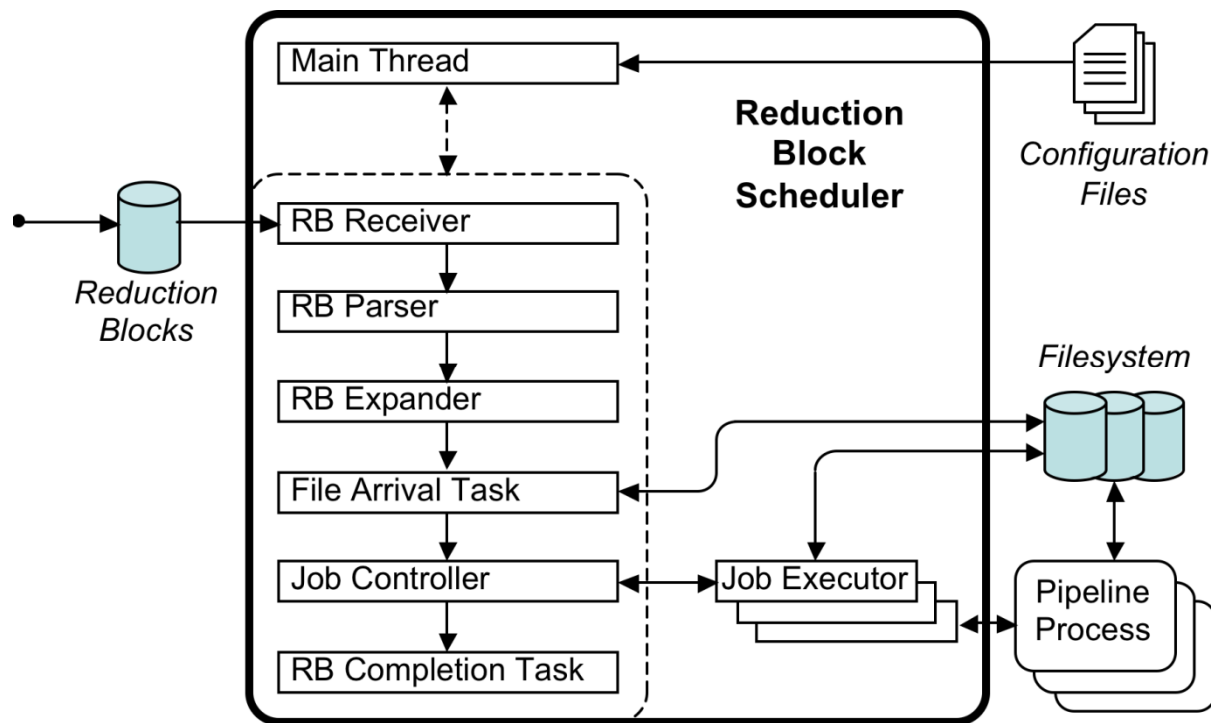 Main Thread
Reduction
Block
Scheduler
Configuration
Files
RB Receiver
Reduction
Blocks
RB Parser
RB Expander
Filesystem
File Arrival Task
Job Controller
Job Executor
Pipeline
Process
RB Completion Task